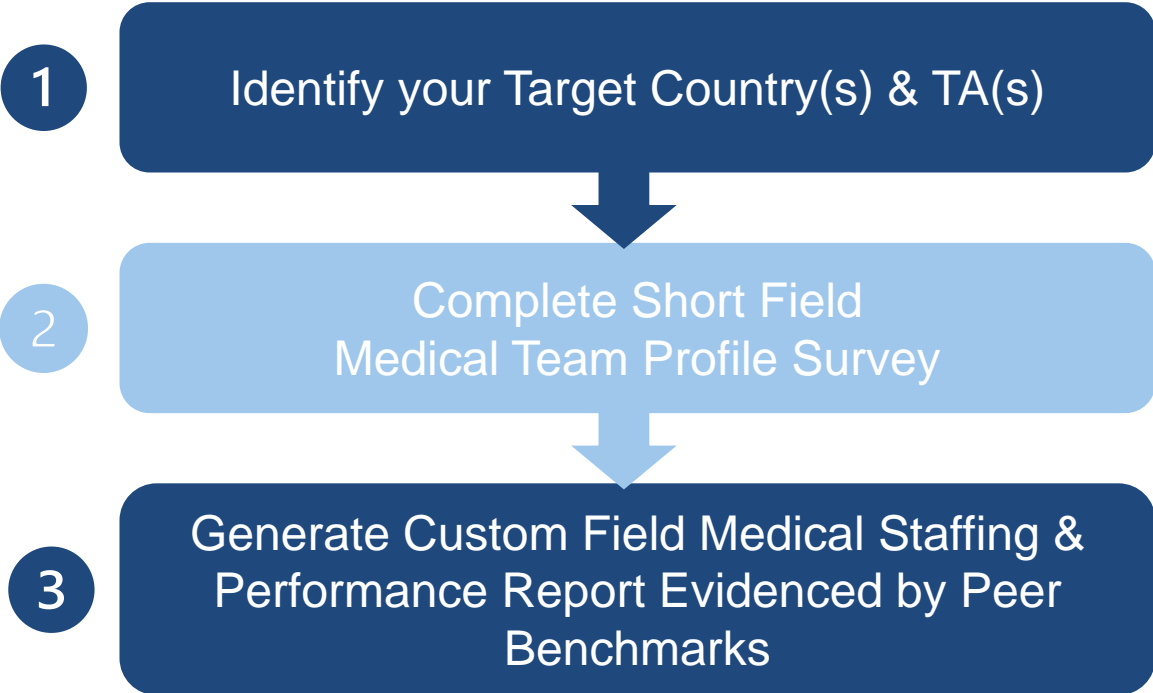 1
Identify your Target Country(s) & TA(s)
2
Complete Short Field
Medical Team Profile Survey
3
Generate Custom Field Medical Staffing &
Performance Report Evidenced by Peer
Benchmarks